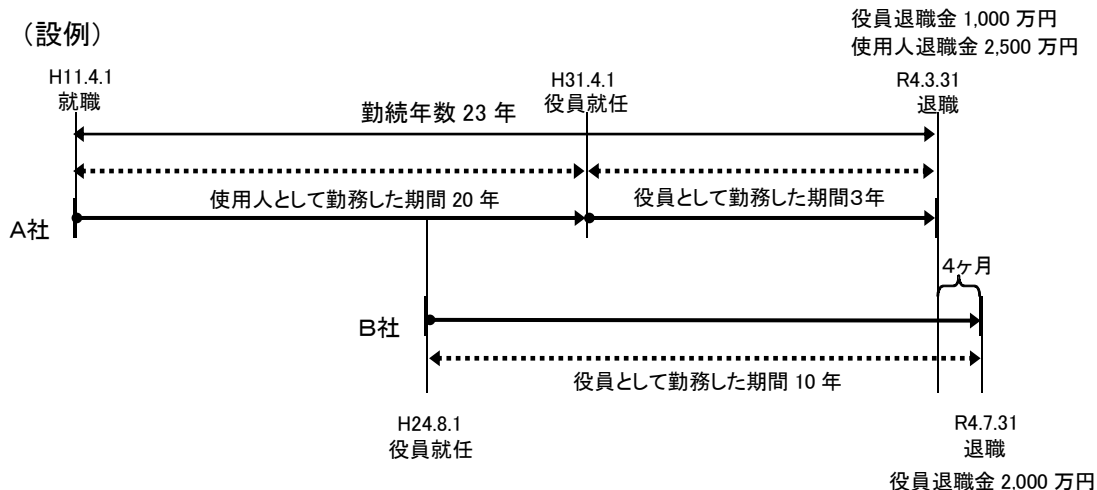 （設例）
役員退職金 1,000 万円
使用人退職金 2,500 万円
H11.4.1
就職
H31.4.1
役員就任
R4.3.31
退職
勤続年数 23 年
使用人として勤務した期間 20 年
役員として勤務した期間３年
Ａ社
４ヶ月
Ｂ社
役員として勤務した期間 10 年
H24.8.1
役員就任
R4.7.31
退職
役員退職金 2,000 万円